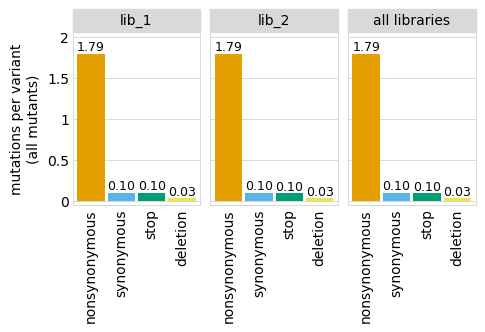 lib_1
lib_2
all libraries
mutations per variant
(all mutants)
2
1.5
1
0.5
0
1.79
0.10
0.10
0.03
1.79
0.10
0.10
0.03
1.79
0.10
0.10
0.03
nonsynonymous
synonymous
stop
deletion
nonsynonymous
synonymous
stop
deletion
nonsynonymous
synonymous
stop
deletion